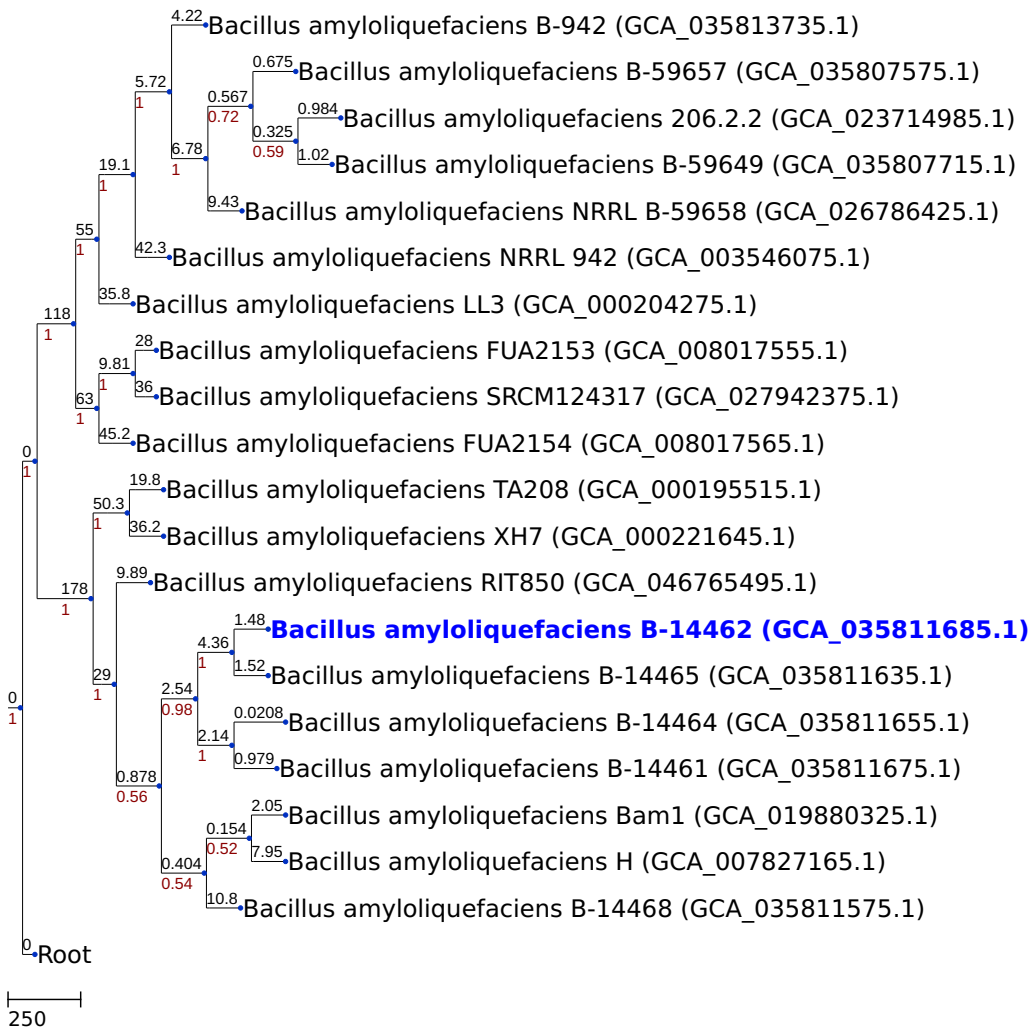 4.22
Bacillus amyloliquefaciens B-942 (GCA_035813735.1)
5.72
1
0.675
Bacillus amyloliquefaciens B-59657 (GCA_035807575.1)
0.567
0.72
0.984
Bacillus amyloliquefaciens 206.2.2 (GCA_023714985.1)
0.325
0.59
6.78
1
1.02
Bacillus amyloliquefaciens B-59649 (GCA_035807715.1)
19.1
1
9.43
Bacillus amyloliquefaciens NRRL B-59658 (GCA_026786425.1)
55
1
42.3
Bacillus amyloliquefaciens NRRL 942 (GCA_003546075.1)
35.8
Bacillus amyloliquefaciens LL3 (GCA_000204275.1)
118
1
28
Bacillus amyloliquefaciens FUA2153 (GCA_008017555.1)
9.81
1
36
Bacillus amyloliquefaciens SRCM124317 (GCA_027942375.1)
63
1
45.2
Bacillus amyloliquefaciens FUA2154 (GCA_008017565.1)
0
1
19.8
Bacillus amyloliquefaciens TA208 (GCA_000195515.1)
50.3
1
36.2
Bacillus amyloliquefaciens XH7 (GCA_000221645.1)
178
1
9.89
Bacillus amyloliquefaciens RIT850 (GCA_046765495.1)
1.48
Bacillus amyloliquefaciens B-14462 (GCA_035811685.1)
4.36
1
1.52
Bacillus amyloliquefaciens B-14465 (GCA_035811635.1)
29
1
2.54
0.98
0
1
0.0208
Bacillus amyloliquefaciens B-14464 (GCA_035811655.1)
2.14
1
0.979
Bacillus amyloliquefaciens B-14461 (GCA_035811675.1)
0.878
0.56
2.05
Bacillus amyloliquefaciens Bam1 (GCA_019880325.1)
0.154
0.52
7.95
Bacillus amyloliquefaciens H (GCA_007827165.1)
0.404
0.54
10.8
Bacillus amyloliquefaciens B-14468 (GCA_035811575.1)
0
Root
250